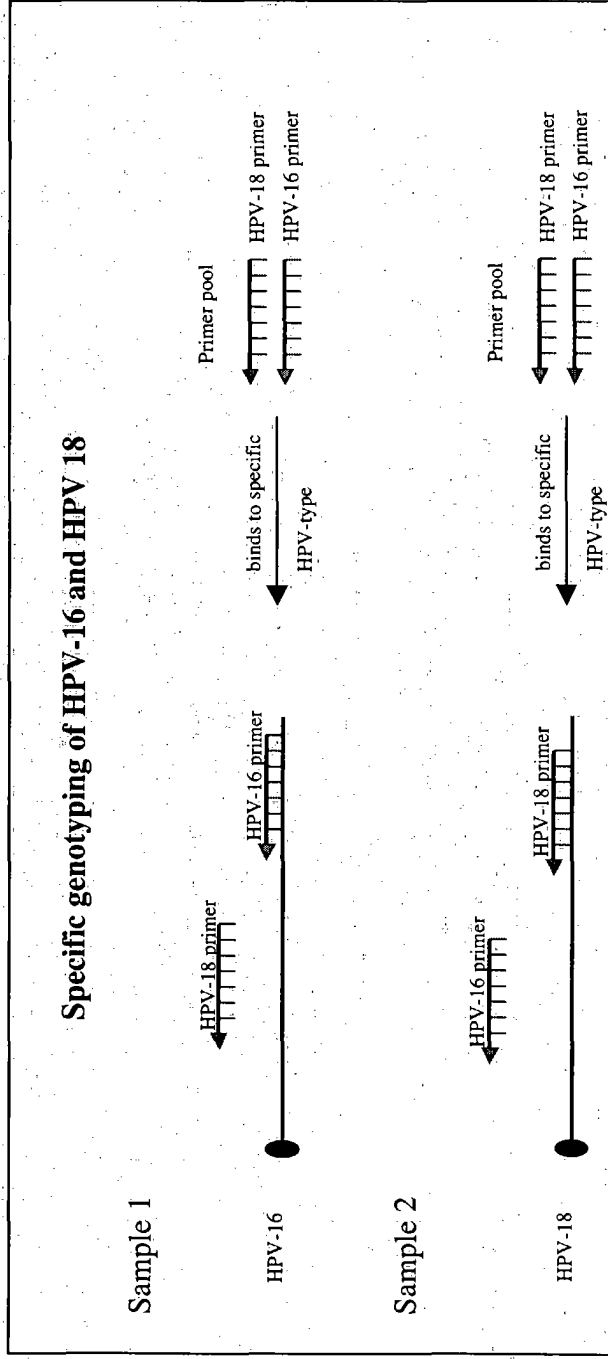 Specific genotyping of HPV-16 and HPV 18
Sample 1
Primer pool
HPV-18 primer
HPV-18 primer
HPV-16 primer
binds to specific
HPV-16 primer
HPV-16
HPV-type
Sample 2
Primer pool
HPV-16 primer
HPV-18 primer
HPV-18 primer
binds to specific
HPV-16 primer
HPV-18
HPV-type